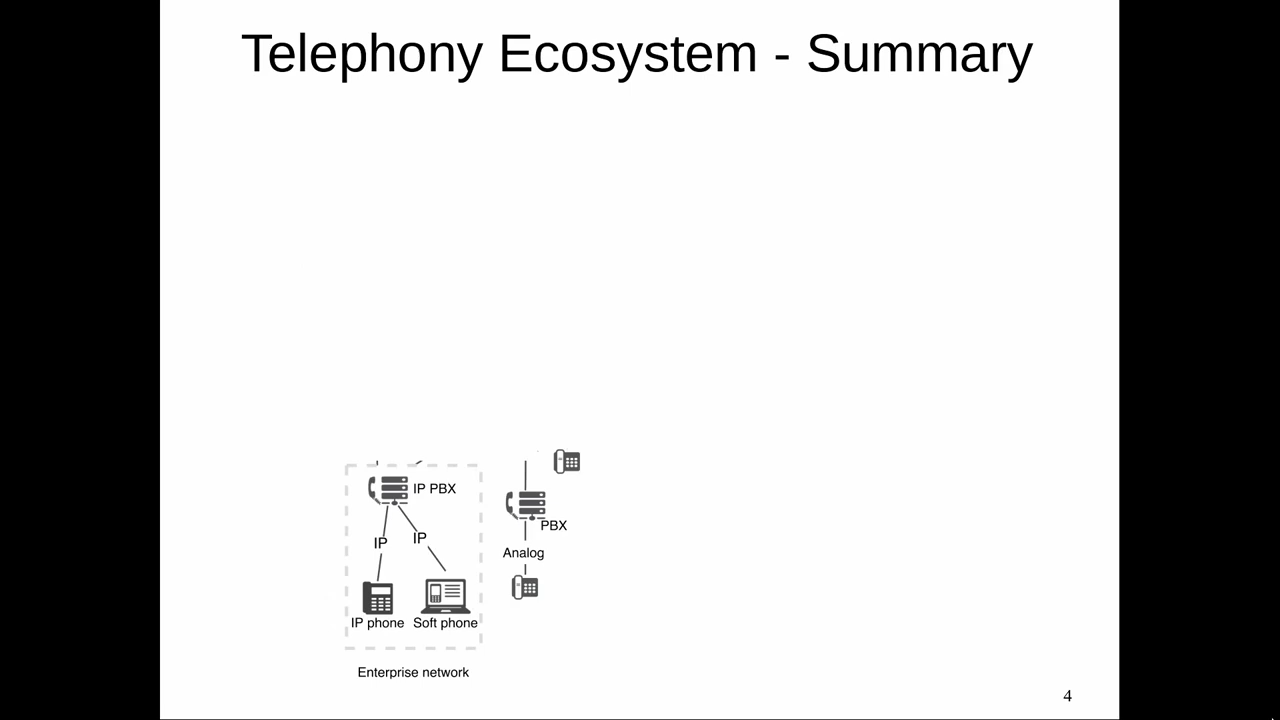 Telephony Ecosystem - Summary
IP PBX
IP
IP
IP phone
Soft phone
Enterprise network
PBX
Analog
4